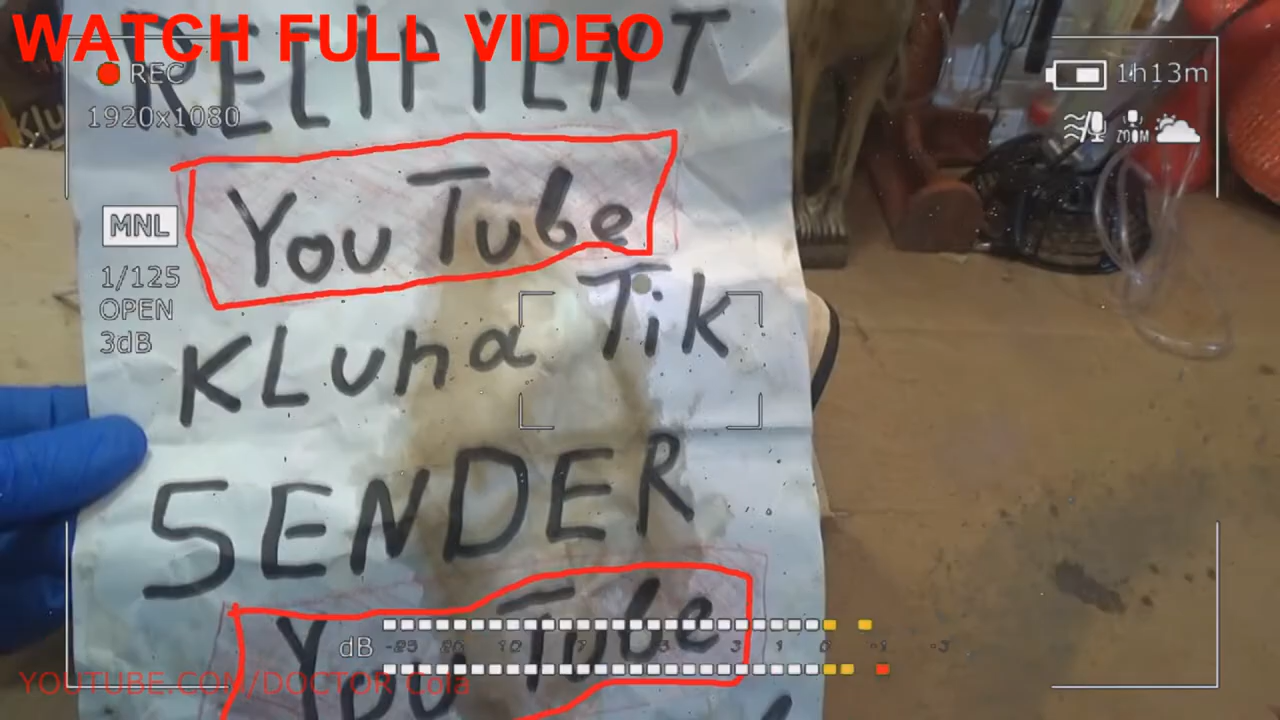 WATCH FULL VIDEO
RECIPIENT
REC
1920x1080
1h13m
ZOOM
YouTube
MNL
1/125
OPEN
3dB
KLuna Tik
SENDER
YouTube
dB
YOUTUBE.COM/DOCTOR Cola